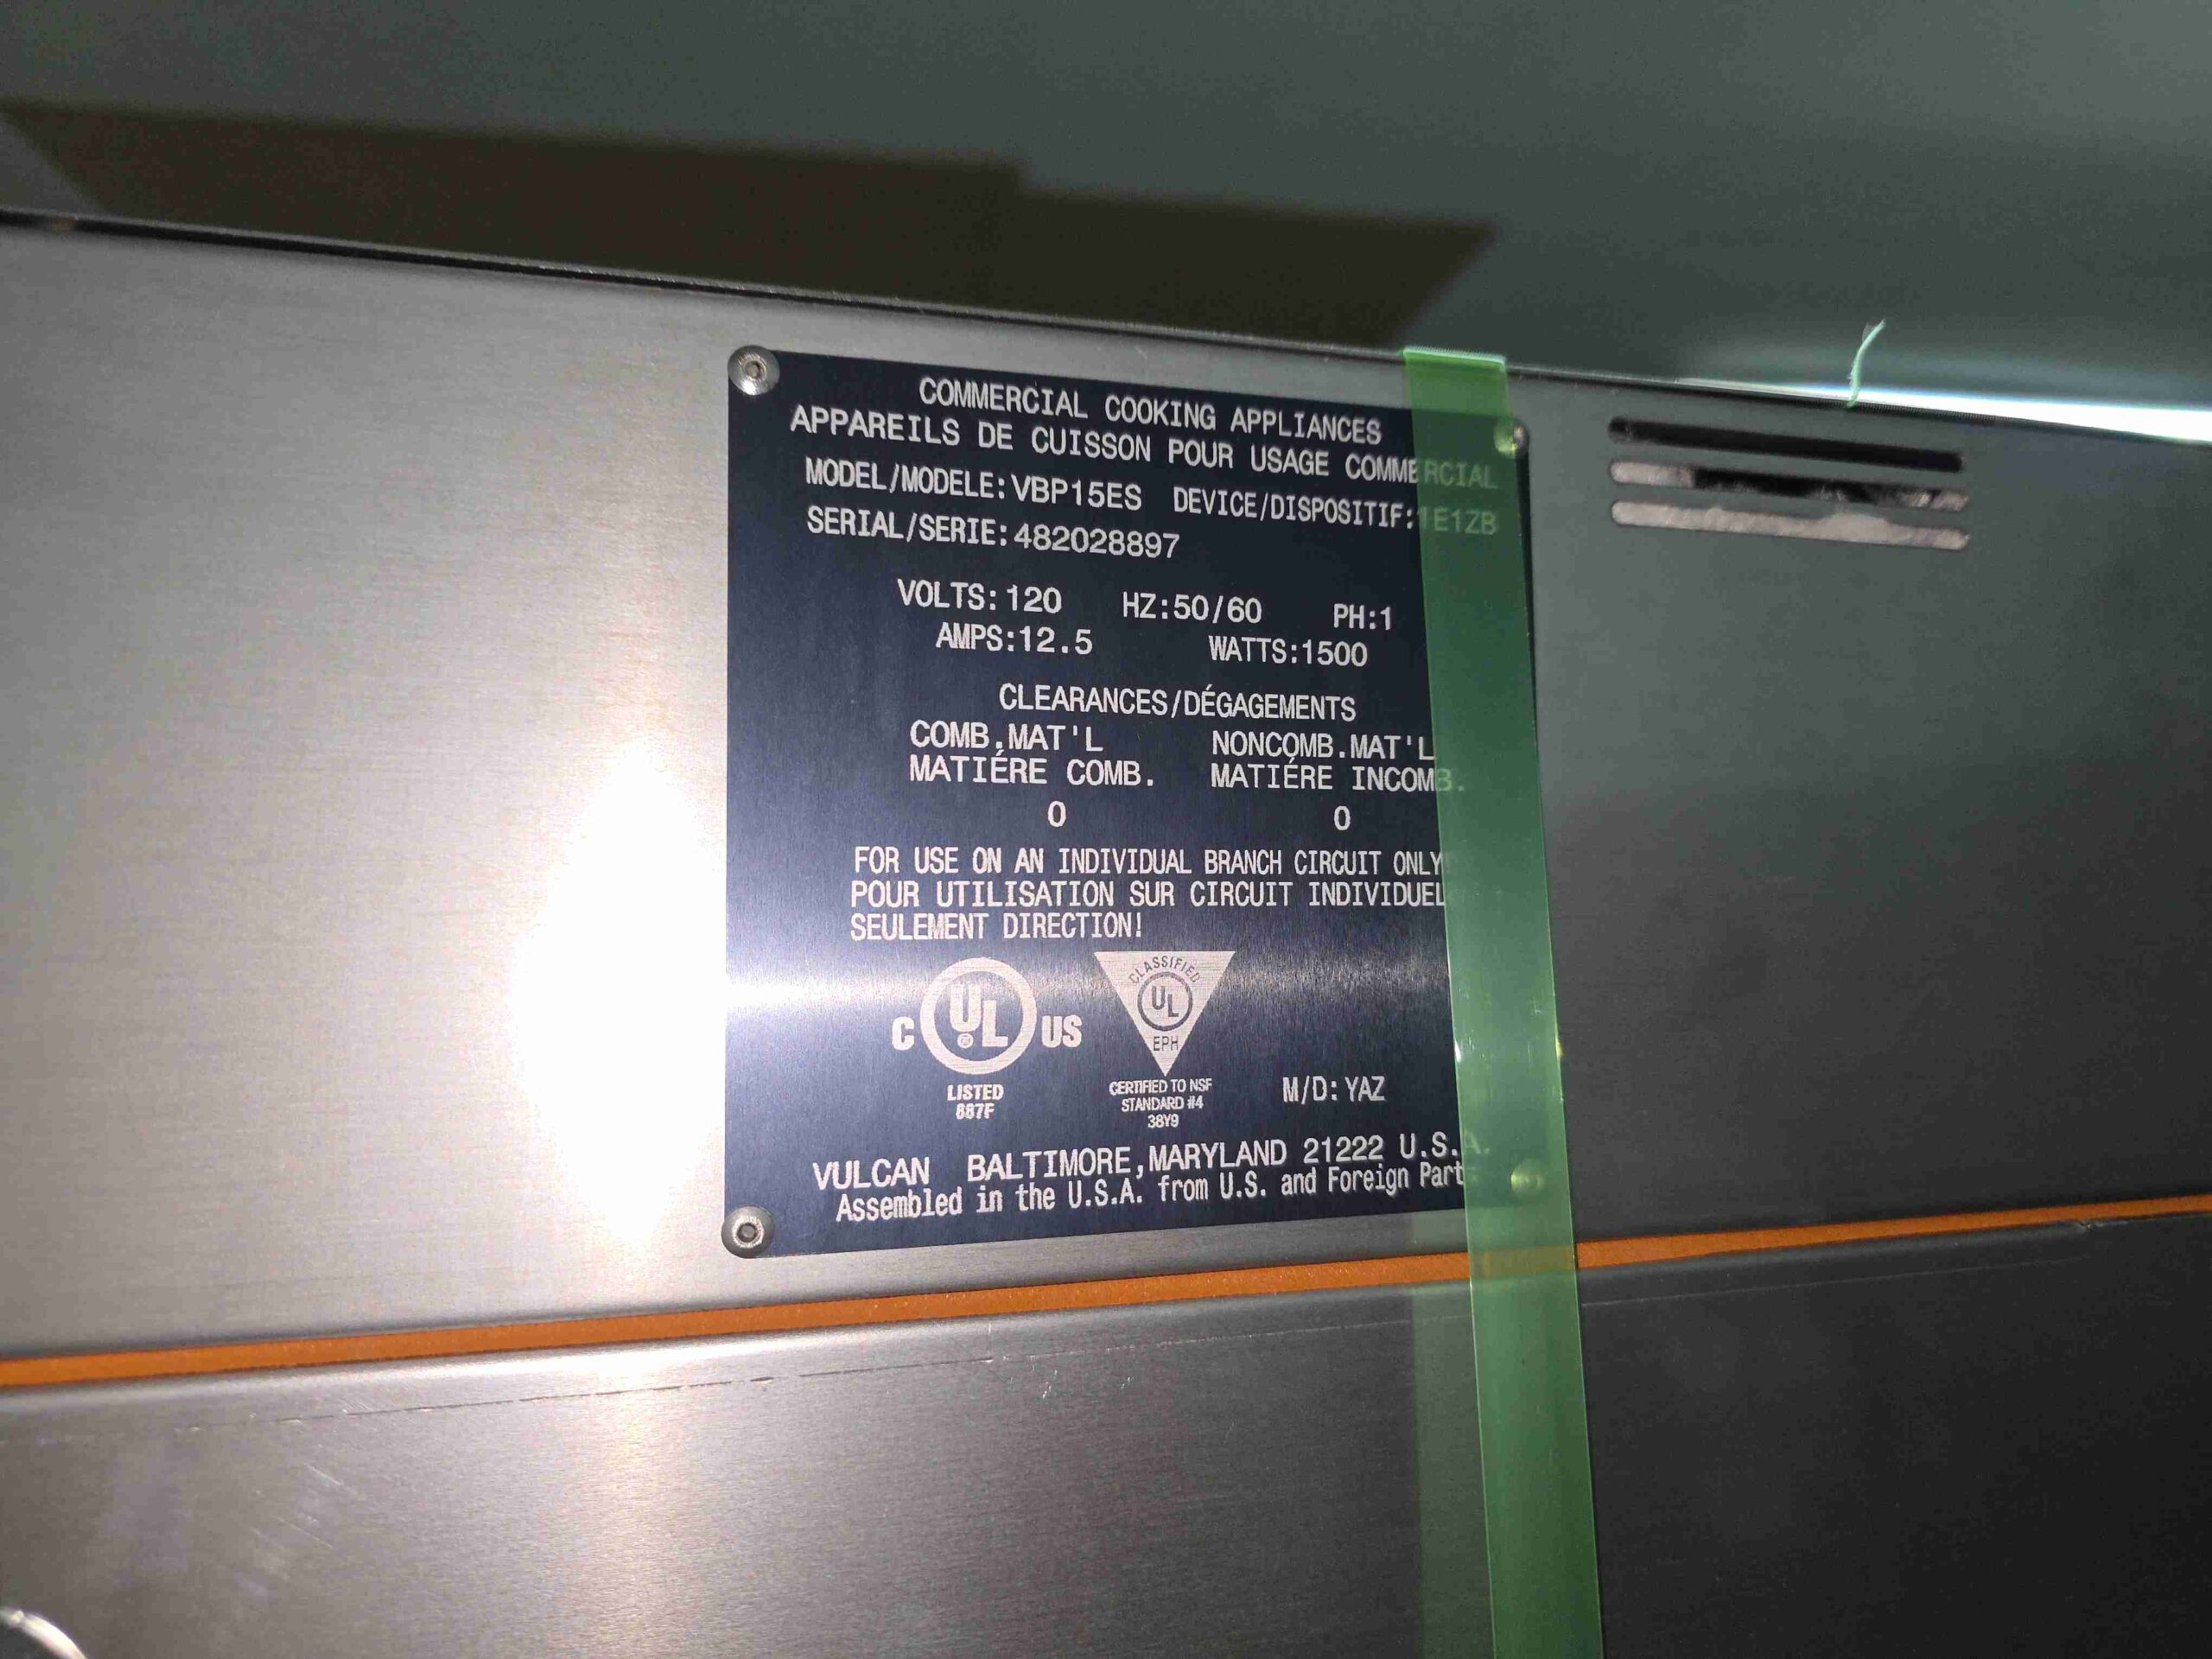 COMMERCIAL COOKING APPLIANCES
APPAREILS DE CUISSON POUR USAGE COMMERCIAL
MODEL/MODELE:VBP15ES DEVICE/DISPOSITIF:1E1ZB
SERIAL/SERIE:482028897
VOLTS:120 HZ:50/60 PH:1
AMPS:12.5 WATTS:1500
CLEARANCES/DÉGAGEMENTS
COMB.MAT'L NONCOMB.MAT'L
MATIÉRE COMB. MATIÉRE INCOMB.
0 0
FOR USE ON AN INDIVIDUAL BRANCH CIRCUIT ONLY
POUR UTILISATION SUR CIRCUIT INDIVIDUEL
SEULEMENT DIRECTION!
C UL ® US
LISTED
887F
CLASSIFIED
UL
EPH
CERTIFIED TO NSF
STANDARD #4
38Y9
M/D:YAZ
VULCAN BALTIMORE,MARYLAND 21222 U.S.A.
Assembled in the U.S.A. from U.S. and Foreign Part